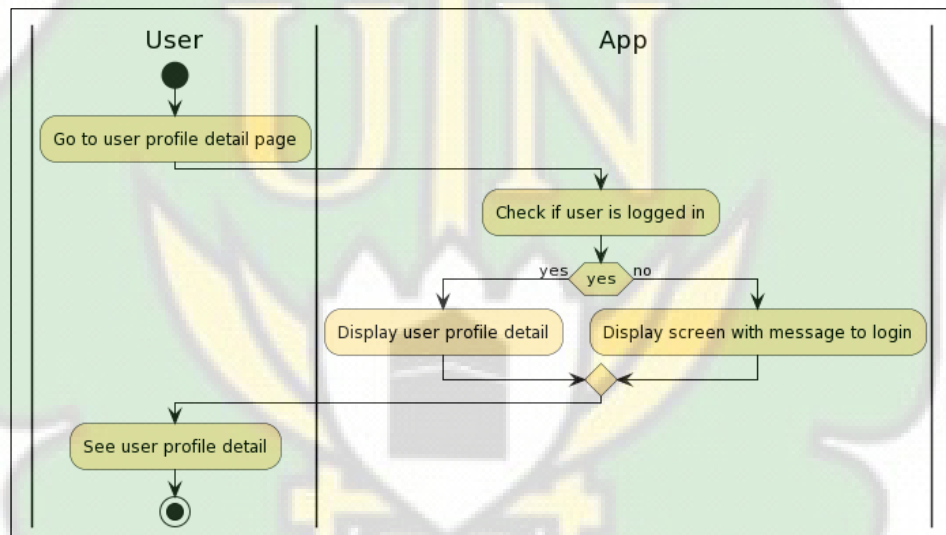 User
App
Go to user profile detail page
Check if user is logged in
yes
yes
no
Display user profile detail
Display screen with message to login
See user profile detail
UIN